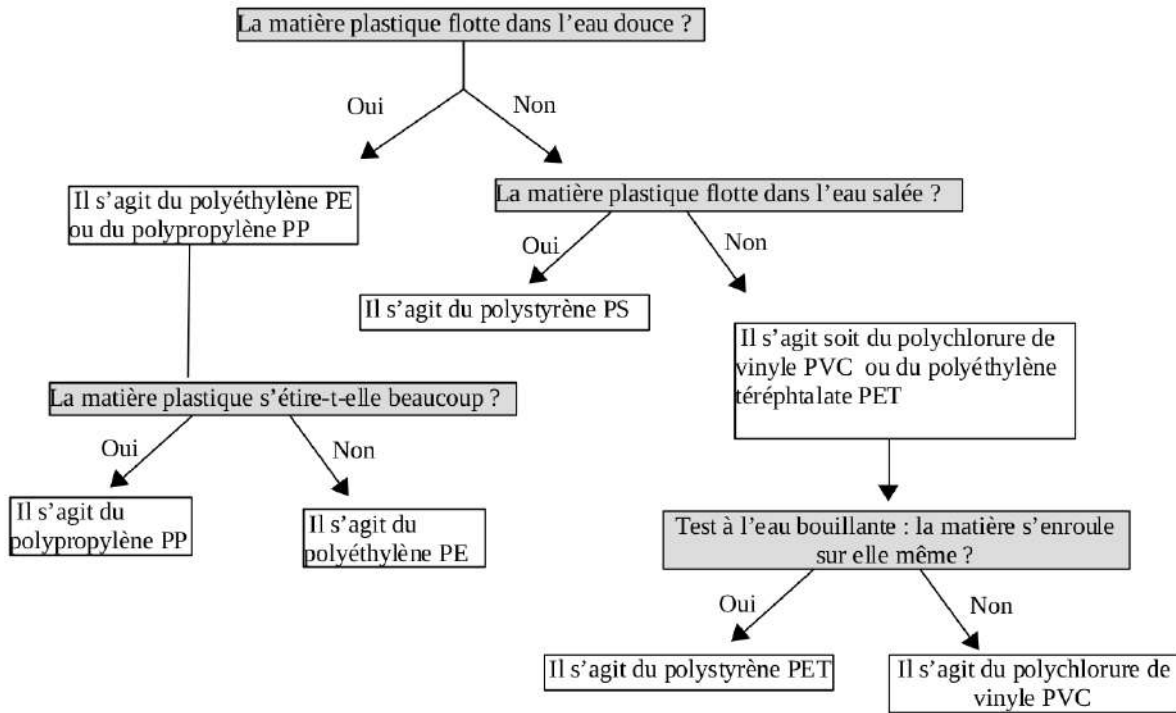 La matière plastique flotte dans l’eau douce ?
Oui
Non
Il s’agit du polyéthylène PE
ou du polypropylène PP
La matière plastique flotte dans l’eau salée ?
Oui
Non
Il s’agit du polystyrène PS
Il s’agit soit du polychlorure de
vinyle PVC ou du polyéthylène
téréphtalate PET
La matière plastique s’étire-t-elle beaucoup ?
Oui
Non
Il s’agit du
polypropylène PP
Il s’agit du
polyéthylène PE
Test à l’eau bouillante : la matière s’enroule
sur elle même ?
Oui
Non
Il s’agit du polystyrène PET
Il s’agit du polychlorure de
vinyle PVC